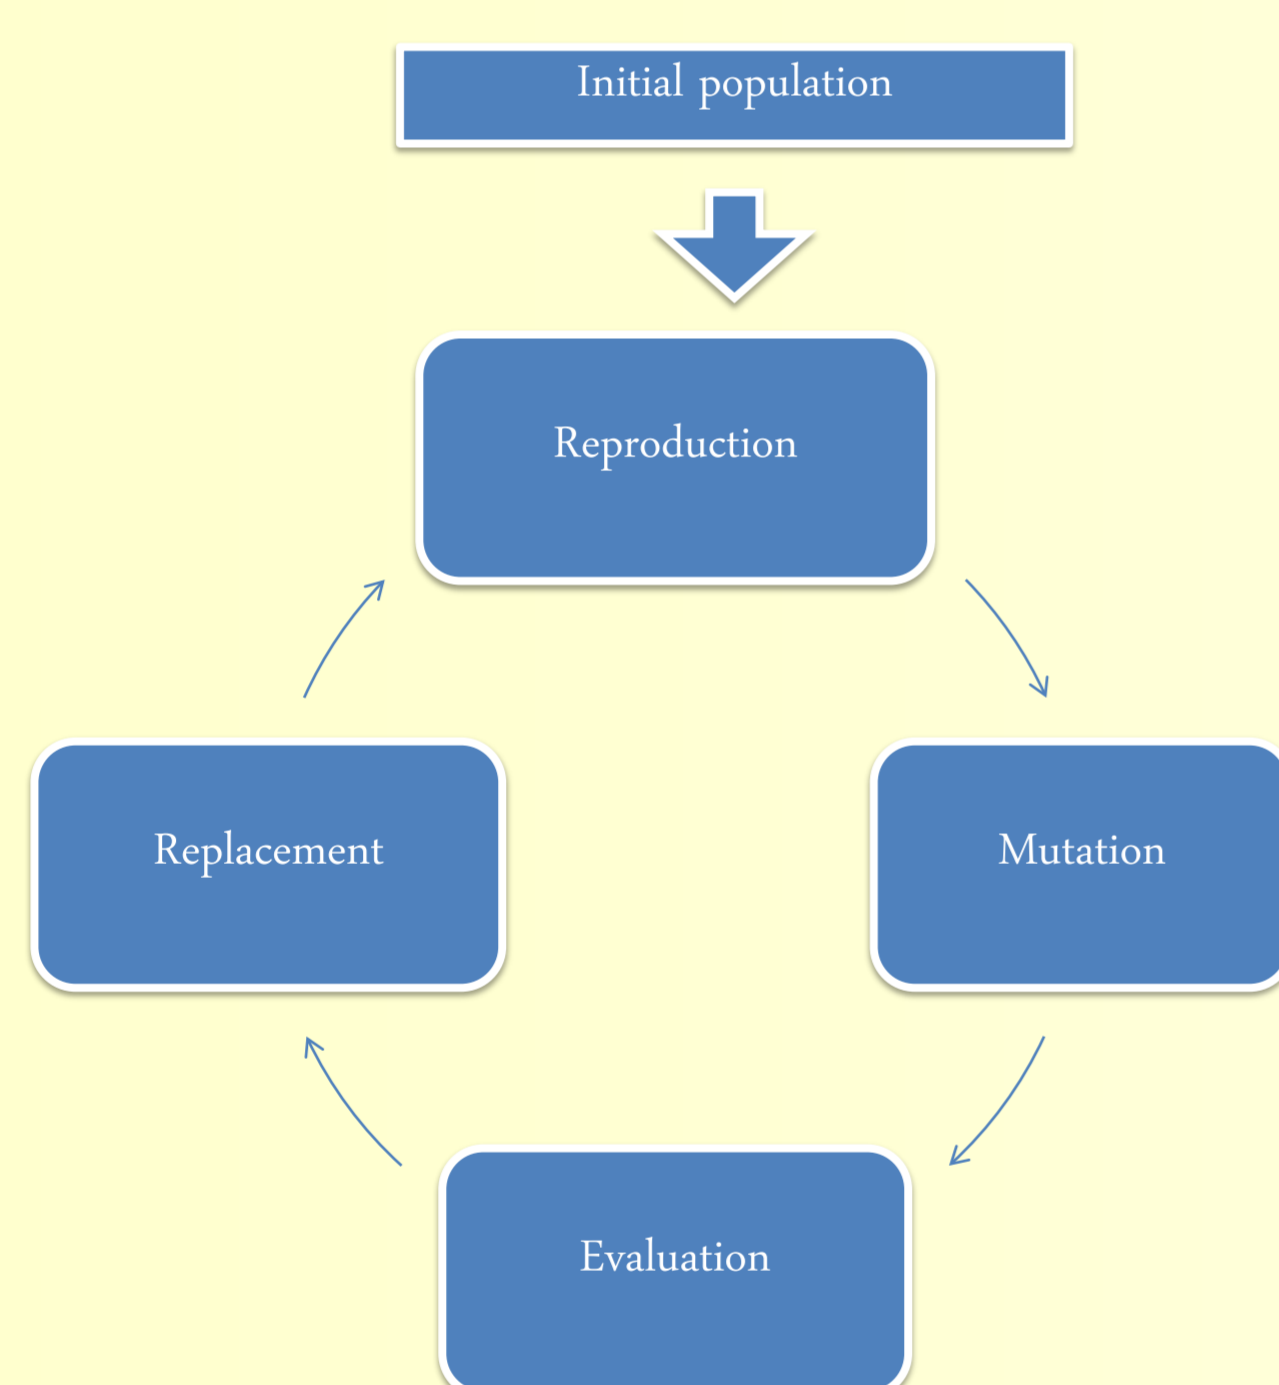 Initial population
Reproduction
Replacement
Mutation
Evaluation